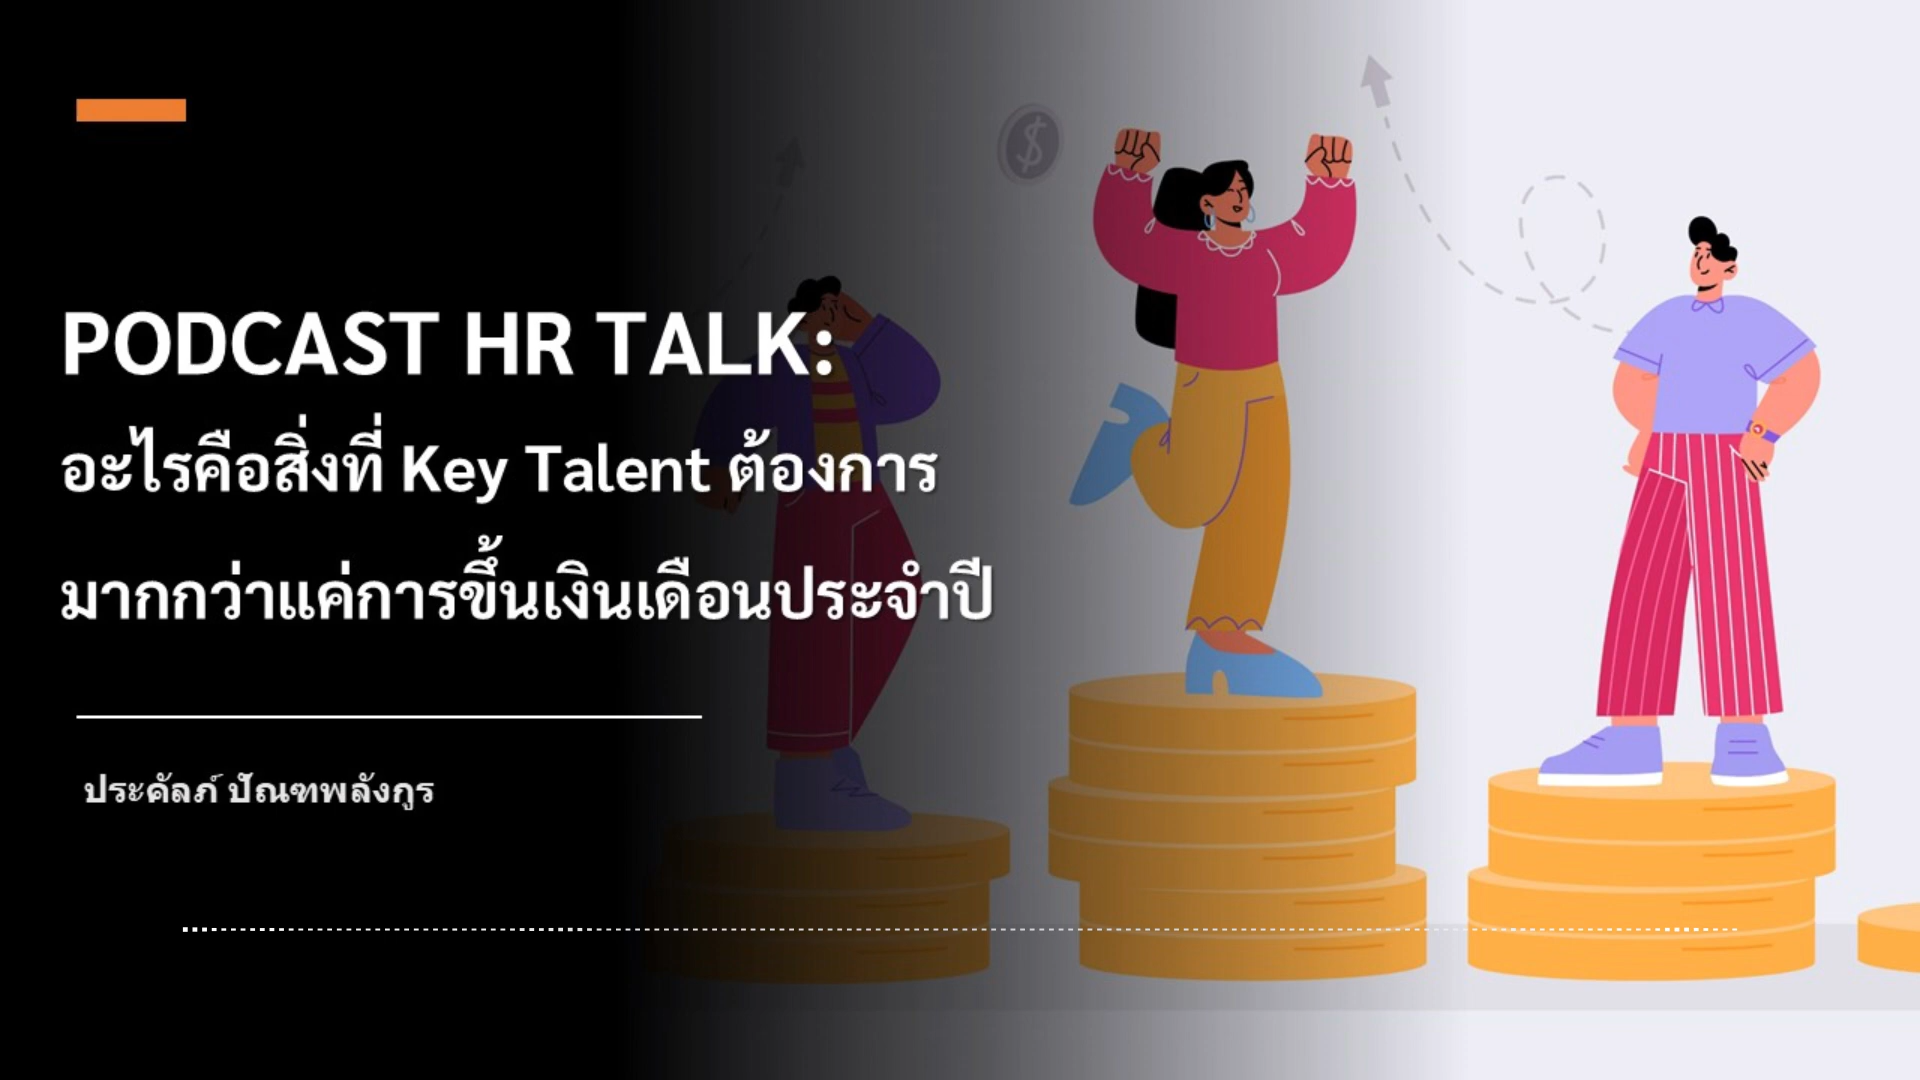 PODCAST HR TALK:
อะไรคือสิ่งที่ Key Talent ต้องการ
มากกว่าแค่การขึ้นเงินเดือนประจำปี
ประคัลภ์ ปัณฑพลังกูร